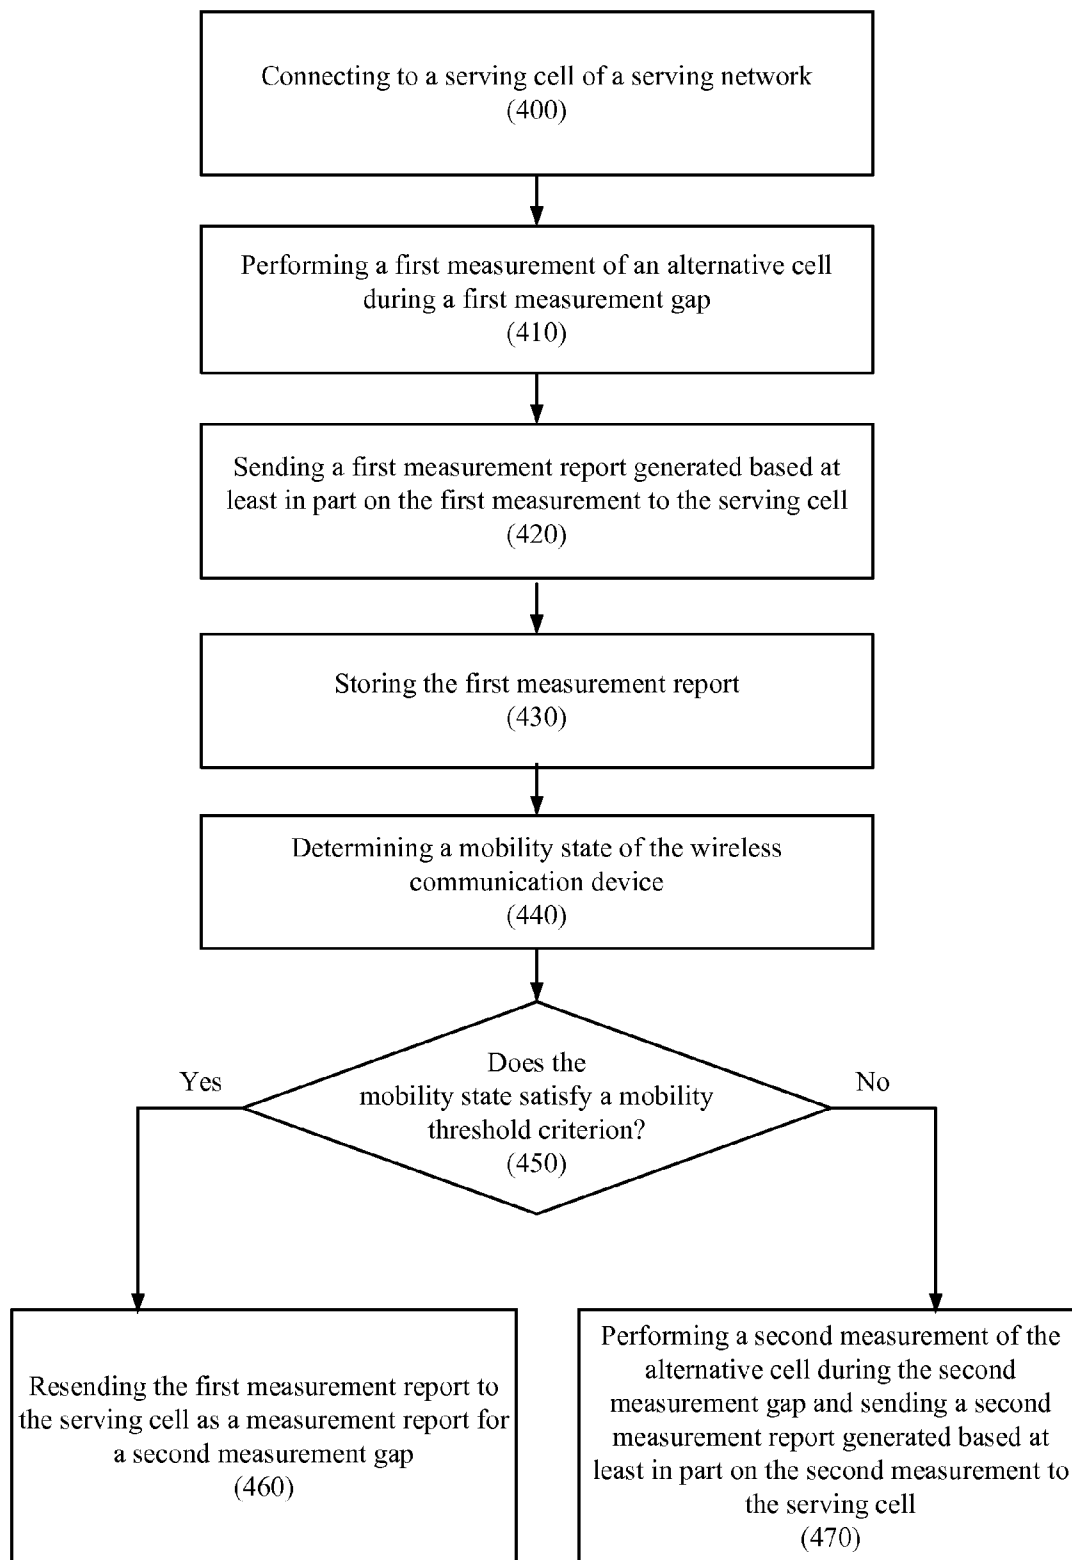 Connecting to a serving cell of a serving network
(400)
Performing a first measurement of an alternative cell
during a first measurement gap
(410)
Sending a first measurement report generated based at
least in part on the first measurement to the serving cell
(420)
Storing the first measurement report
(430)
Determining a mobility state of the wireless
communication device
(440)
Does the
mobility state satisfy a mobility
threshold criterion?
(450)
Yes
No
Resending the first measurement report to
the serving cell as a measurement report for
a second measurement gap
(460)
Performing a second measurement of the
alternative cell during the second
measurement gap and sending a second
measurement report generated based at
least in part on the second measurement to
the serving cell
(470)